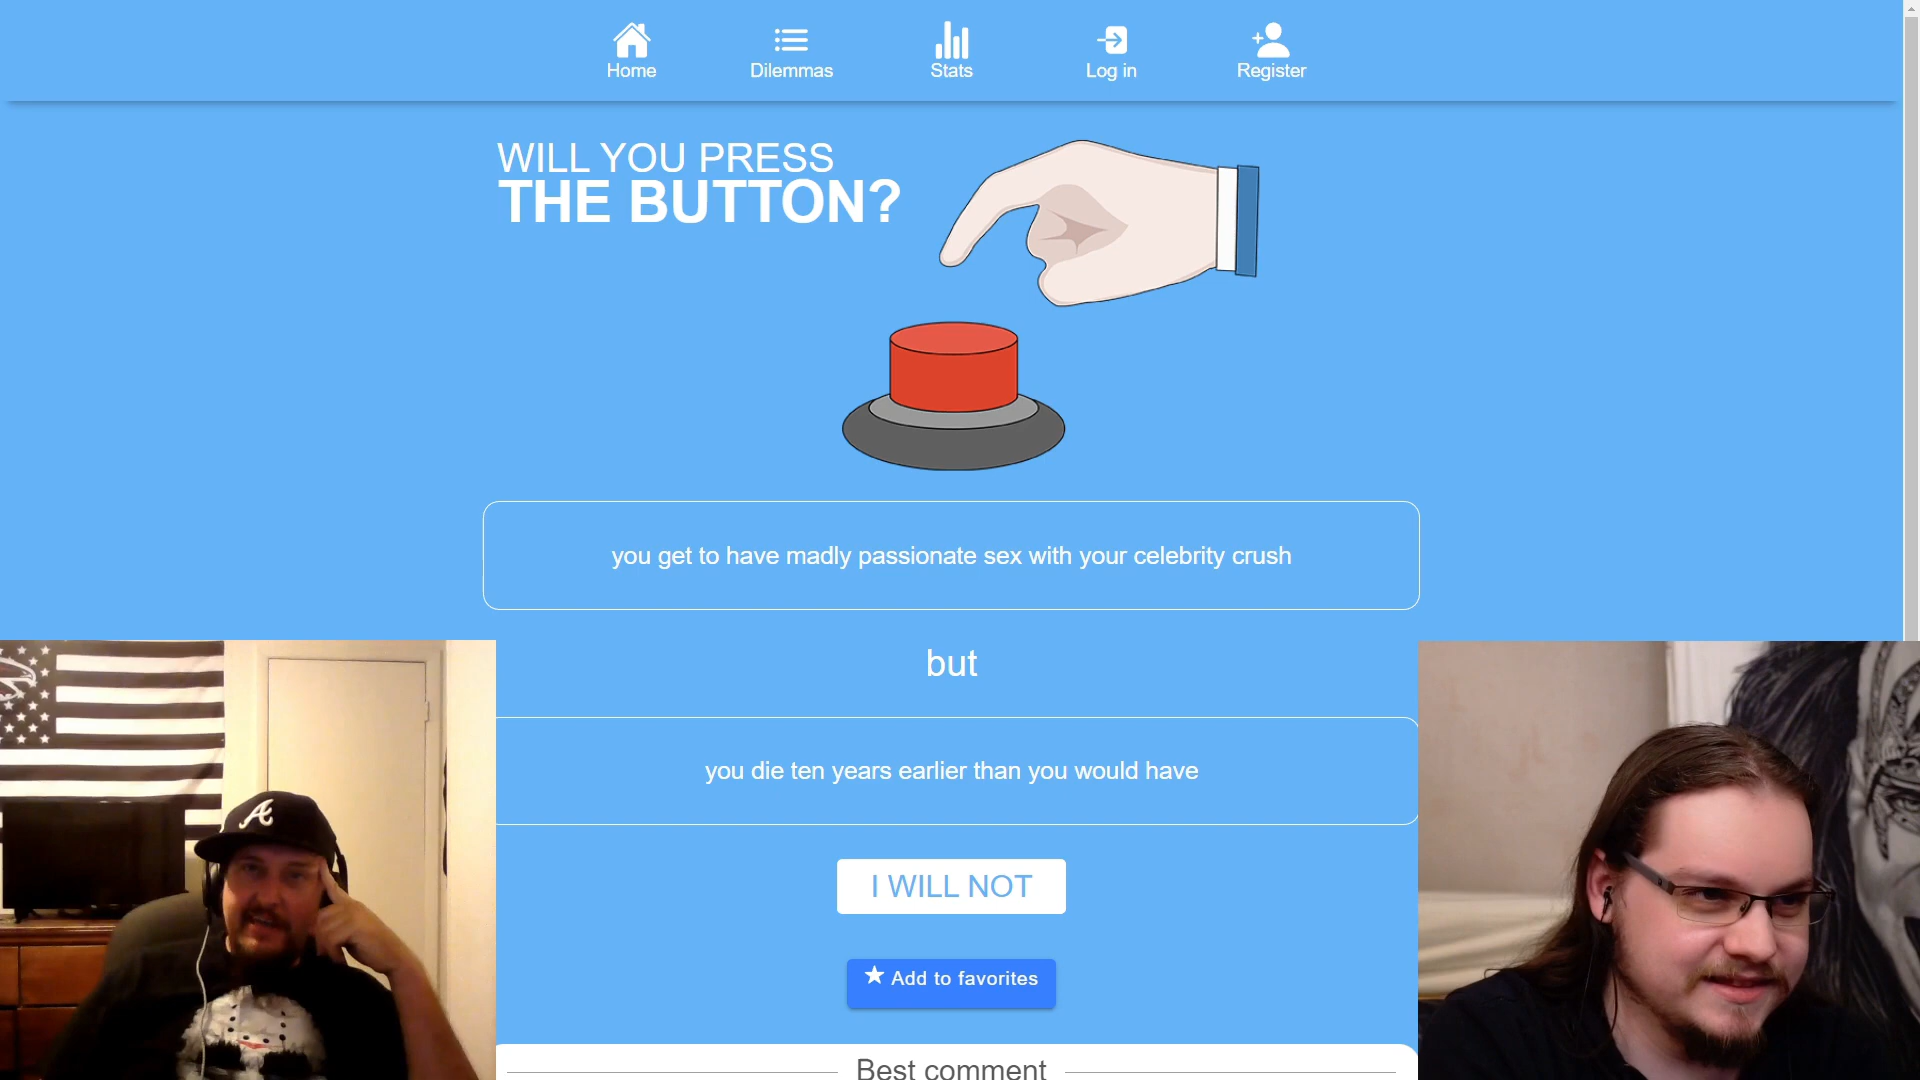 Home
Dilemmas
Stats
Log in
Register
WILL YOU PRESS
THE BUTTON?
you get to have madly passionate sex with your celebrity crush
but
you die ten years earlier than you would have
A
I WILL NOT
Add to favorites
Best comment